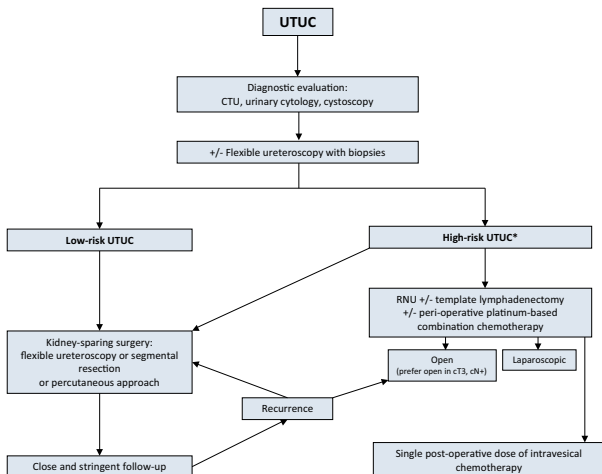 UTUC
Diagnostic evaluation:
CTU, urinary cytology, cystoscopy
+/- Flexible ureteroscopy with biopsies
Low-risk UTUC
High-risk UTUC*
RNU +/- template lymphadenectomy
+/- peri-operative platinum-based
combination chemotherapy
Kidney-sparing surgery:
flexible ureteroscopy or segmental
resection
or percutaneous approach
Open
(prefer open in cT3, cN+)
Laparoscopic
Recurrence
Close and stringent follow-up
Single post-operative dose of intravesical
chemotherapy